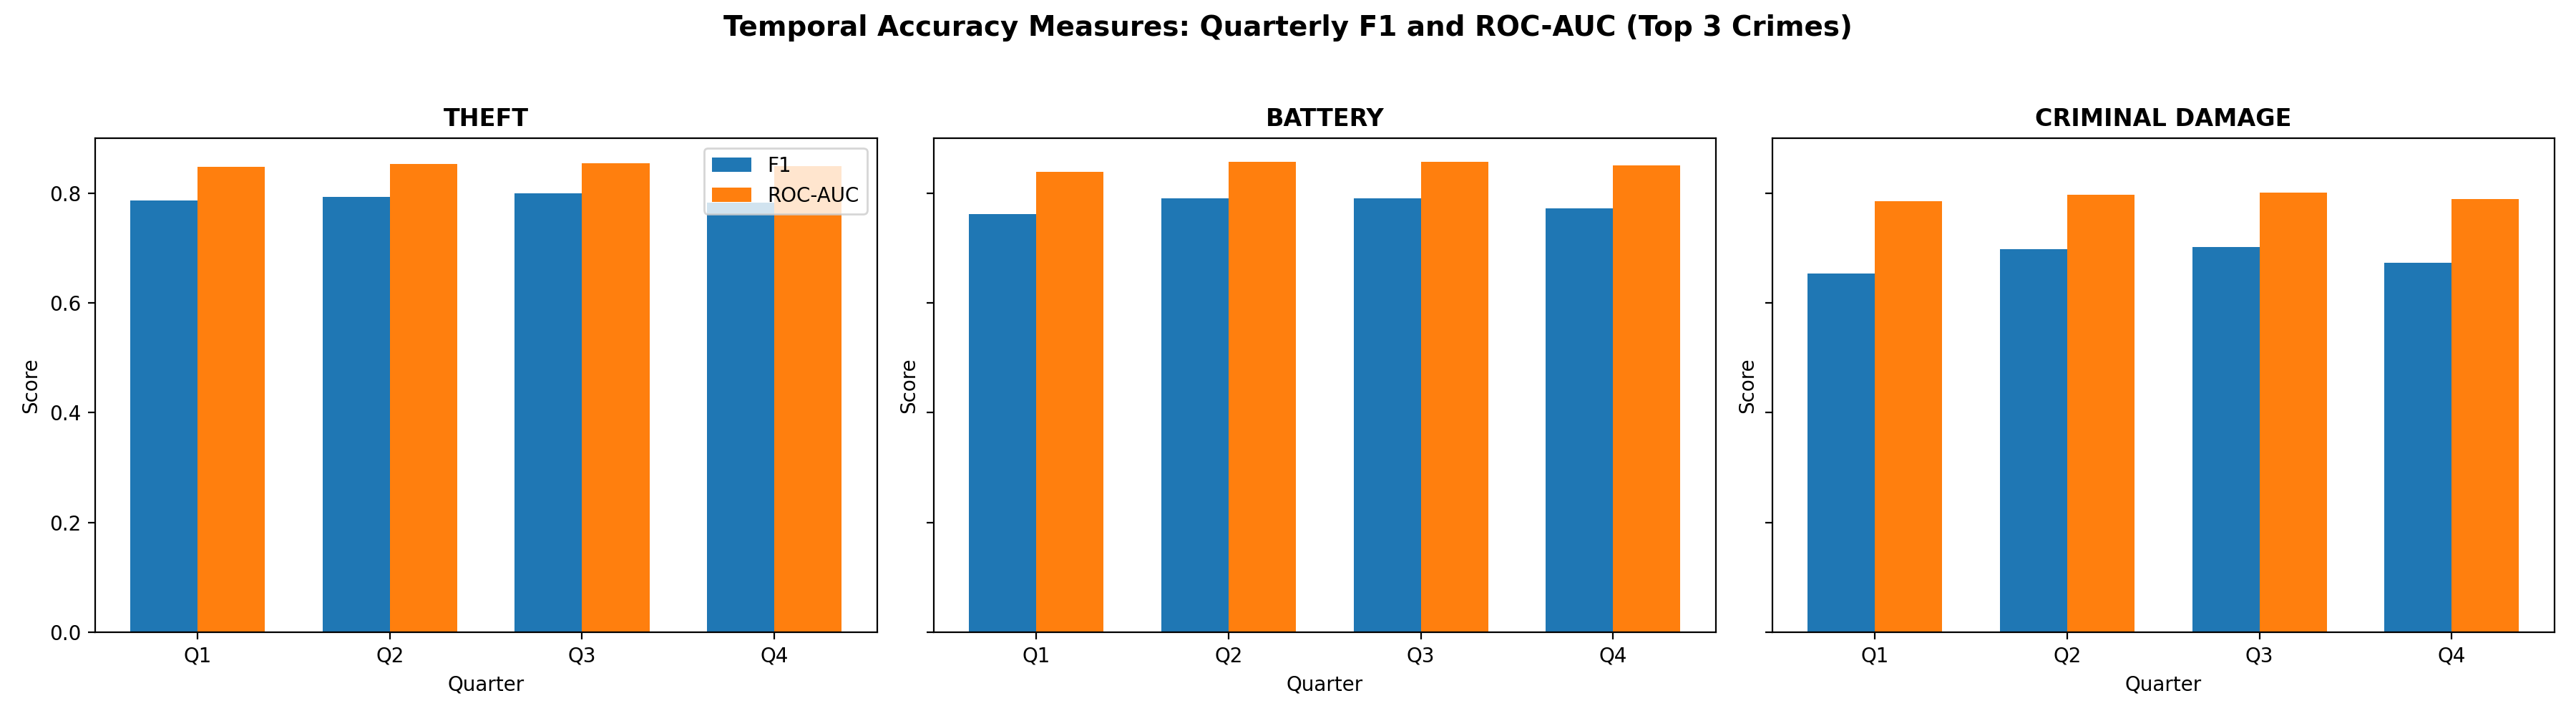 Temporal Accuracy Measures: Quarterly F1 and ROC-AUC (Top 3 Crimes)
THEFT
F1
ROC-AUC
0.8
0.6
0.4
0.2
0.0
Score
Q1 Q2 Q3 Q4
Quarter
BATTERY
Score
Q1 Q2 Q3 Q4
Quarter
CRIMINAL DAMAGE
Score
Q1 Q2 Q3 Q4
Quarter